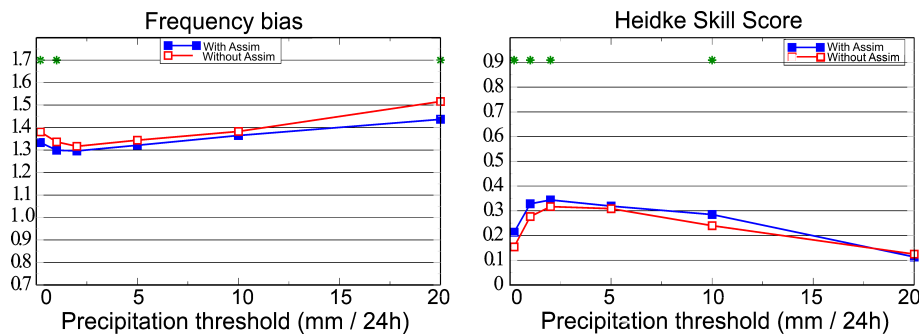 Frequency bias
With Assim
Without Assim
1.7
1.6
1.5
1.4
1.3
1.2
1.1
1.0
0.9
0.8
0.7
0 5 10 15 20
Precipitation threshold (mm / 24h)
Heidke Skill Score
With Assim
Without Assim
0.9
0.8
0.7
0.6
0.5
0.4
0.3
0.2
0.1
0
0 5 10 15 20
Precipitation threshold (mm / 24h)